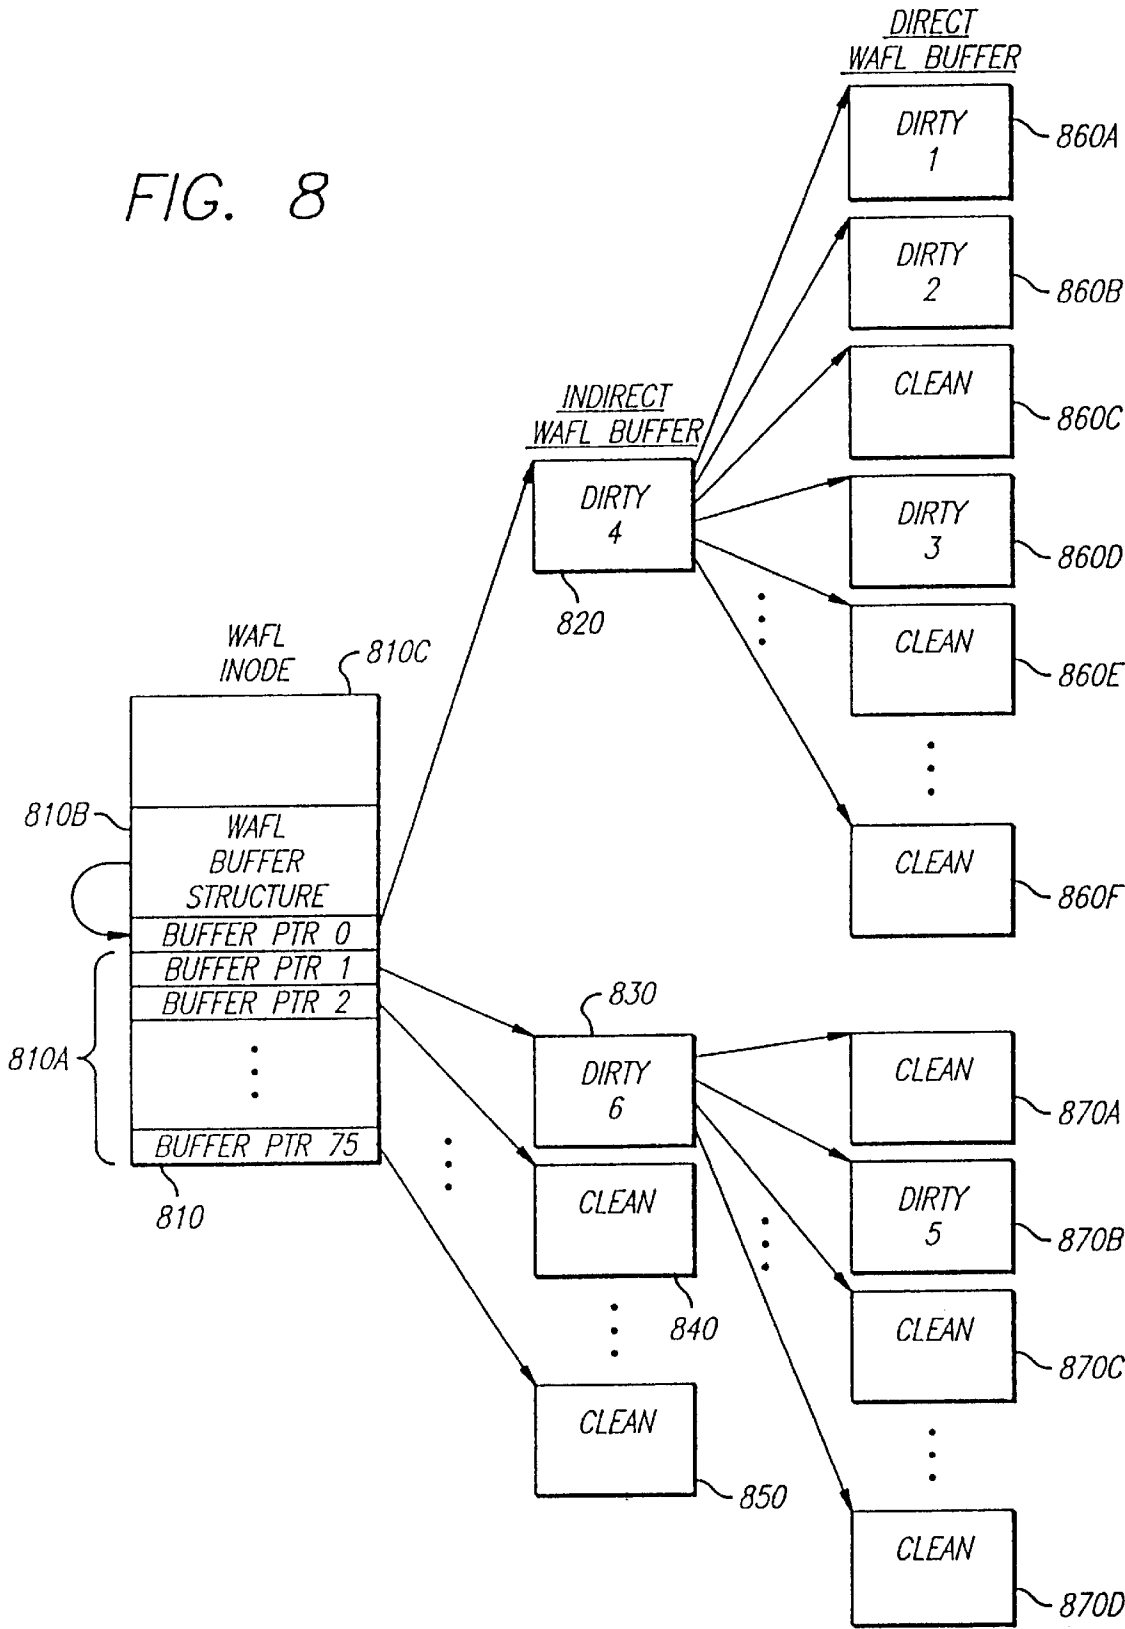 FIG. 8
DIRECT
WAFL BUFFER
DIRTY
1
860A
DIRTY
2
860B
CLEAN
860C
INDIRECT
WAFL BUFFER
DIRTY
4
820
DIRTY
3
860D
CLEAN
860E
CLEAN
860F
WAFL
INODE
810C
810B
WAFL
BUFFER
STRUCTURE
BUFFER PTR 0
BUFFER PTR 1
BUFFER PTR 2
810A
BUFFER PTR 75
810
830
DIRTY
6
CLEAN
840
CLEAN
850
CLEAN
870A
DIRTY
5
870B
CLEAN
870C
CLEAN
870D